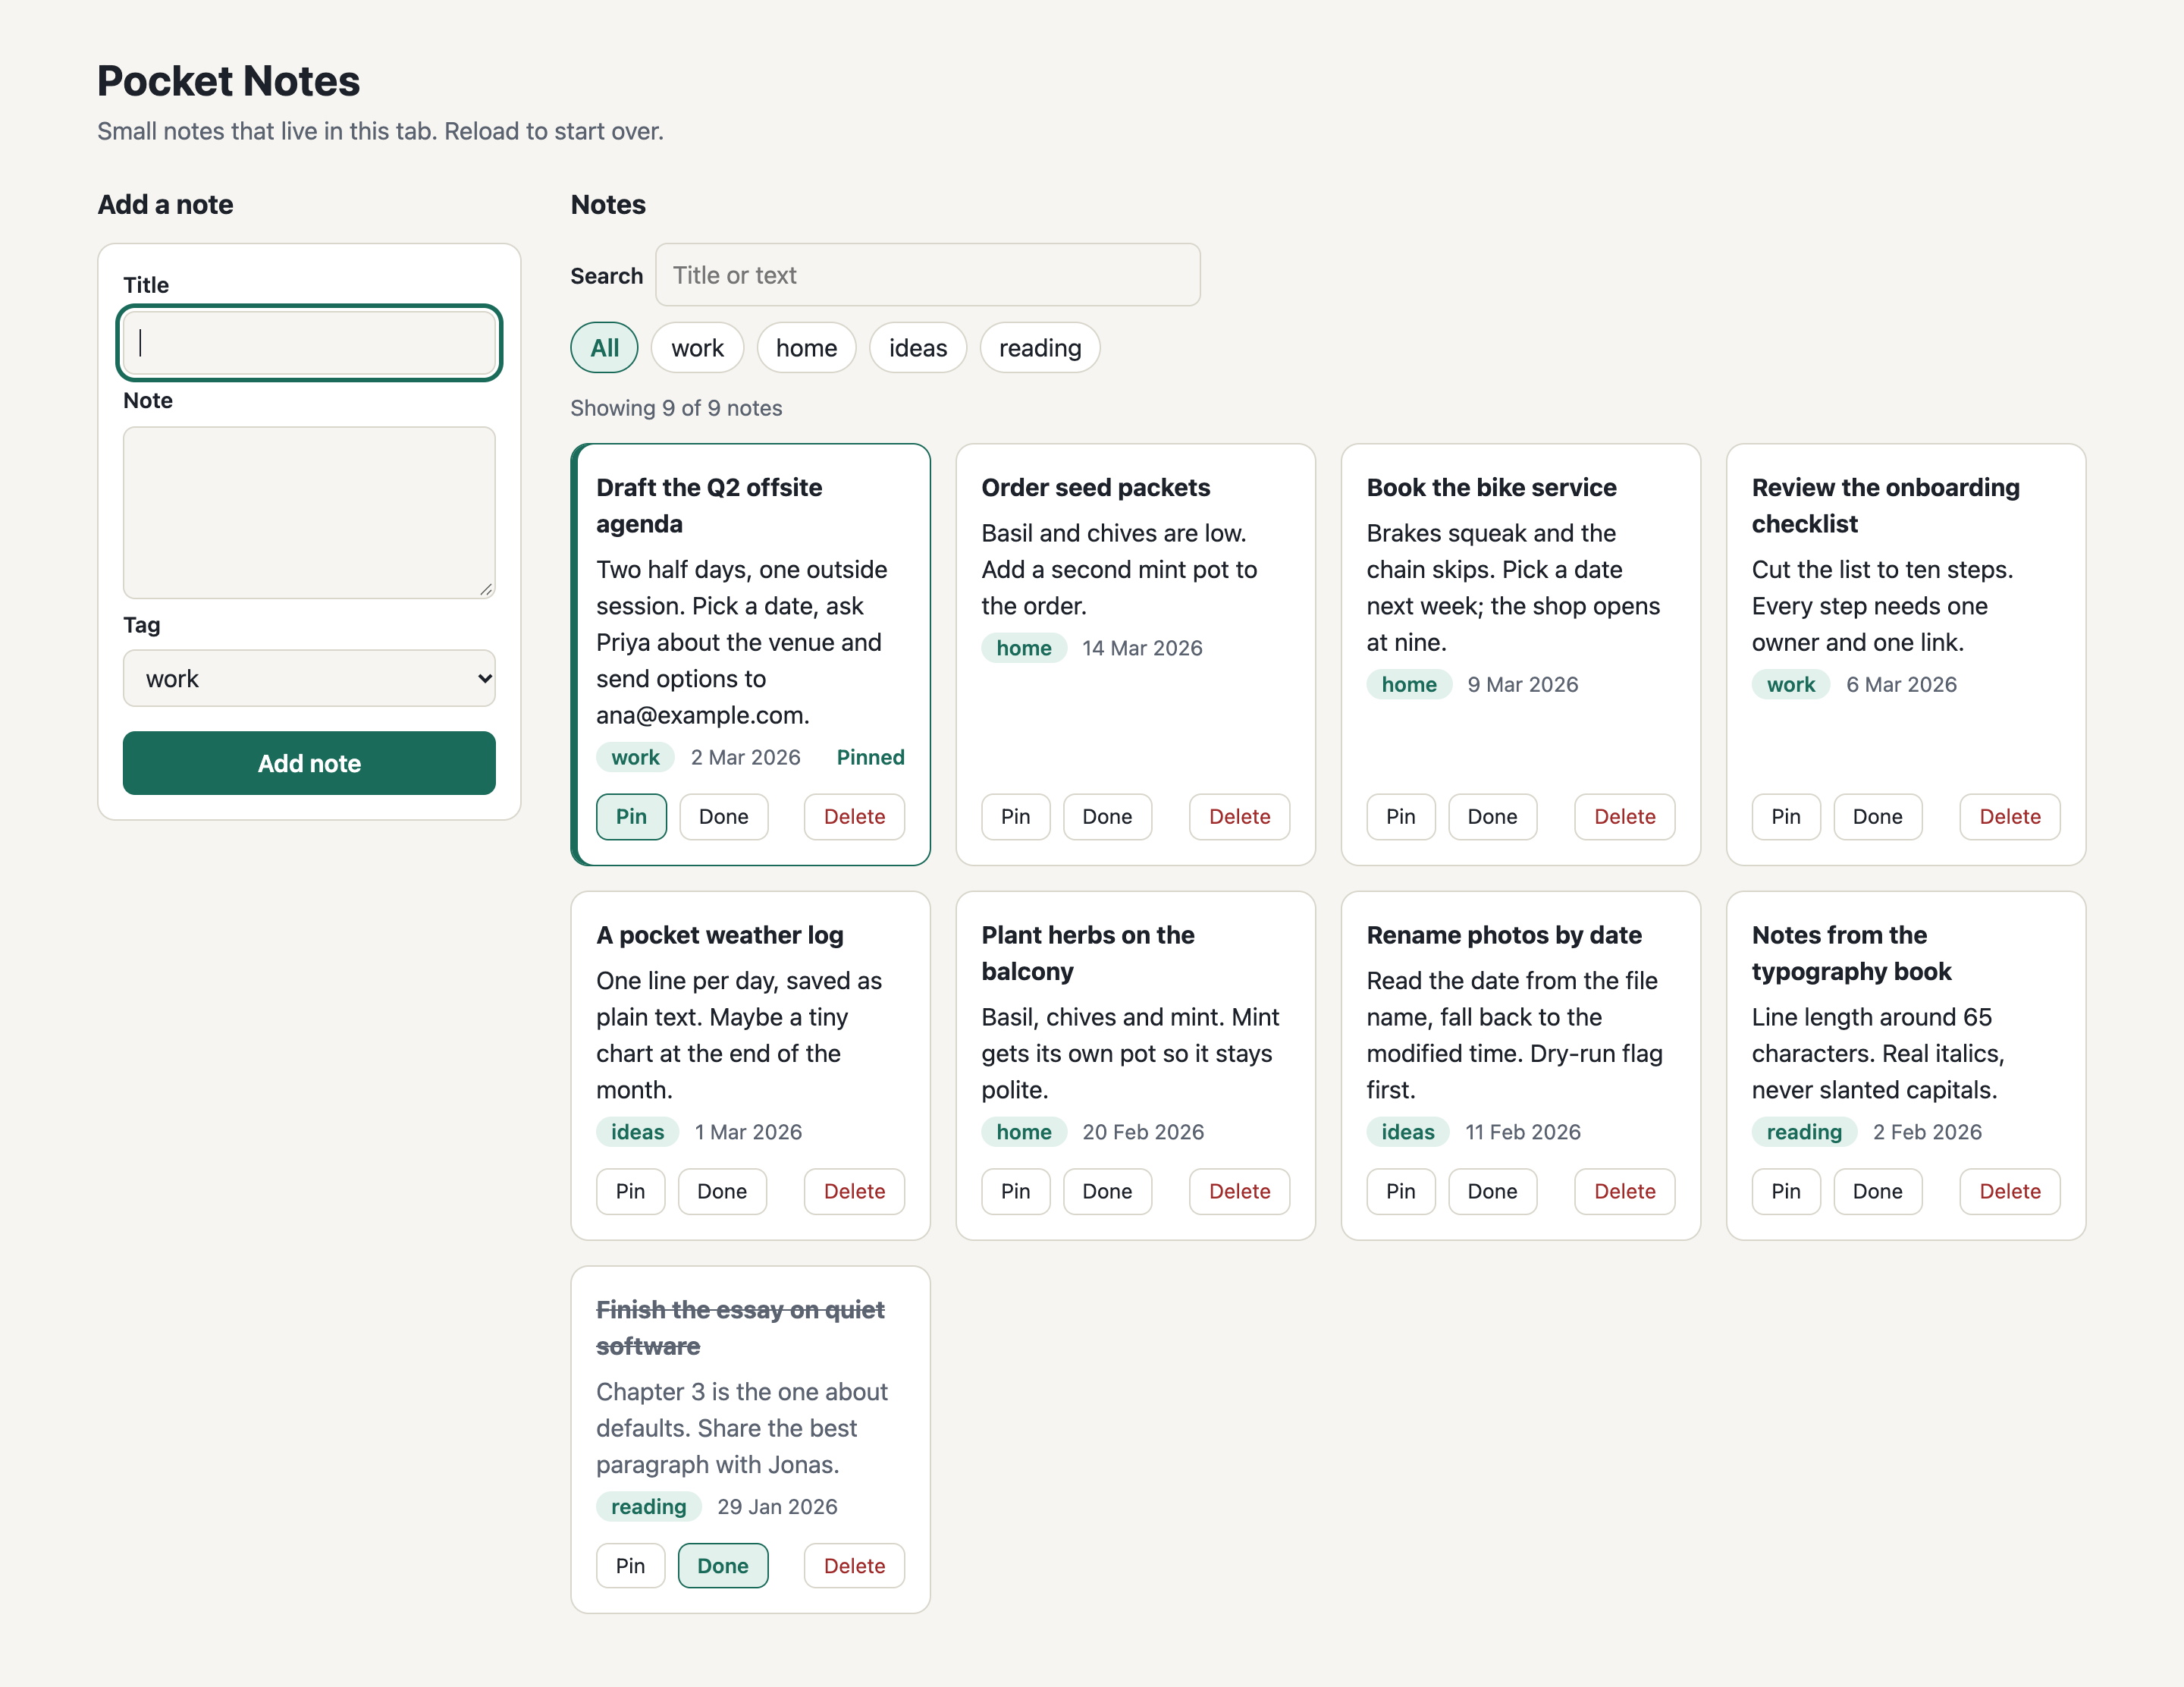 Pocket Notes
Small notes that live in this tab. Reload to start over.
Add a note
Title
Note
Tag
work
Add note
Notes
Search
Title or text
All
work
home
ideas
reading
Showing 9 of 9 notes
Draft the Q2 offsite
agenda
Two half days, one outside
session. Pick a date, ask
Priya about the venue and
send options to
ana@example.com.
work 2 Mar 2026 Pinned
Pin Done Delete
Order seed packets
Basil and chives are low.
Add a second mint pot to
the order.
home 14 Mar 2026
Pin Done Delete
Book the bike service
Brakes squeak and the
chain skips. Pick a date
next week; the shop opens
at nine.
home 9 Mar 2026
Pin Done Delete
Review the onboarding
checklist
Cut the list to ten steps.
Every step needs one
owner and one link.
work 6 Mar 2026
Pin Done Delete
A pocket weather log
One line per day, saved as
plain text. Maybe a tiny
chart at the end of the
month.
ideas 1 Mar 2026
Pin Done Delete
Plant herbs on the
balcony
Basil, chives and mint. Mint
gets its own pot so it stays
polite.
home 20 Feb 2026
Pin Done Delete
Rename photos by date
Read the date from the file
name, fall back to the
modified time. Dry-run flag
first.
ideas 11 Feb 2026
Pin Done Delete
Notes from the
typography book
Line length around 65
characters. Real italics,
never slanted capitals.
reading 2 Feb 2026
Pin Done Delete
Finish the essay on quiet
software
Chapter 3 is the one about
defaults. Share the best
paragraph with Jonas.
reading 29 Jan 2026
Pin Done Delete